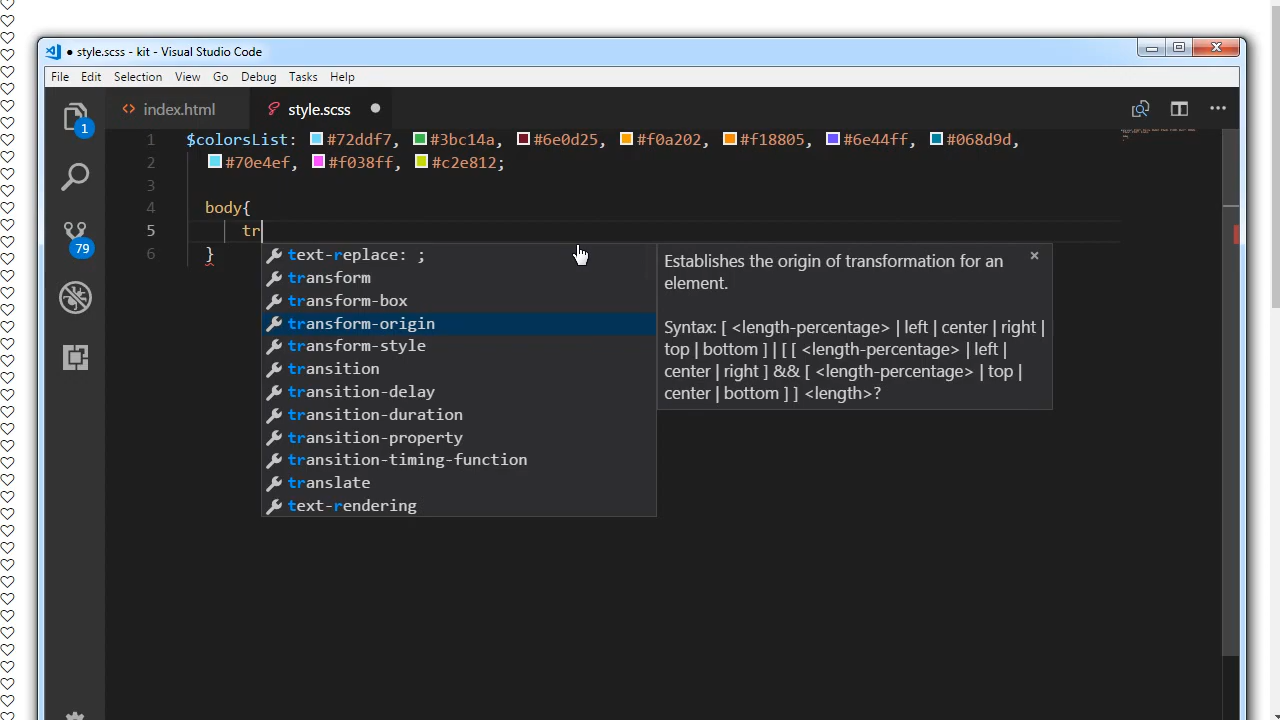 ● style.scss - kit - Visual Studio Code
File Edit Selection View Go Debug Tasks Help
index.html style.scss
1 $colorsList: #72ddf7, #3bc14a, #6e0d25, #f0a202, #f18805, #6e44ff, #068d9d,
2 #70e4ef, #f038ff, #c2e812;
3
4 body{
5 tr
6 }
1
79
text-replace: ;
transform
transform-box
transform-origin
transform-style
transition
transition-delay
transition-duration
transition-property
transition-timing-function
translate
text-rendering
Establishes the origin of transformation for an
element.
Syntax: [ <length-percentage> | left | center | right |
top | bottom ] | [ [ <length-percentage> | left |
center | right ] && [ <length-percentage> | top |
center | bottom ] ] <length>?